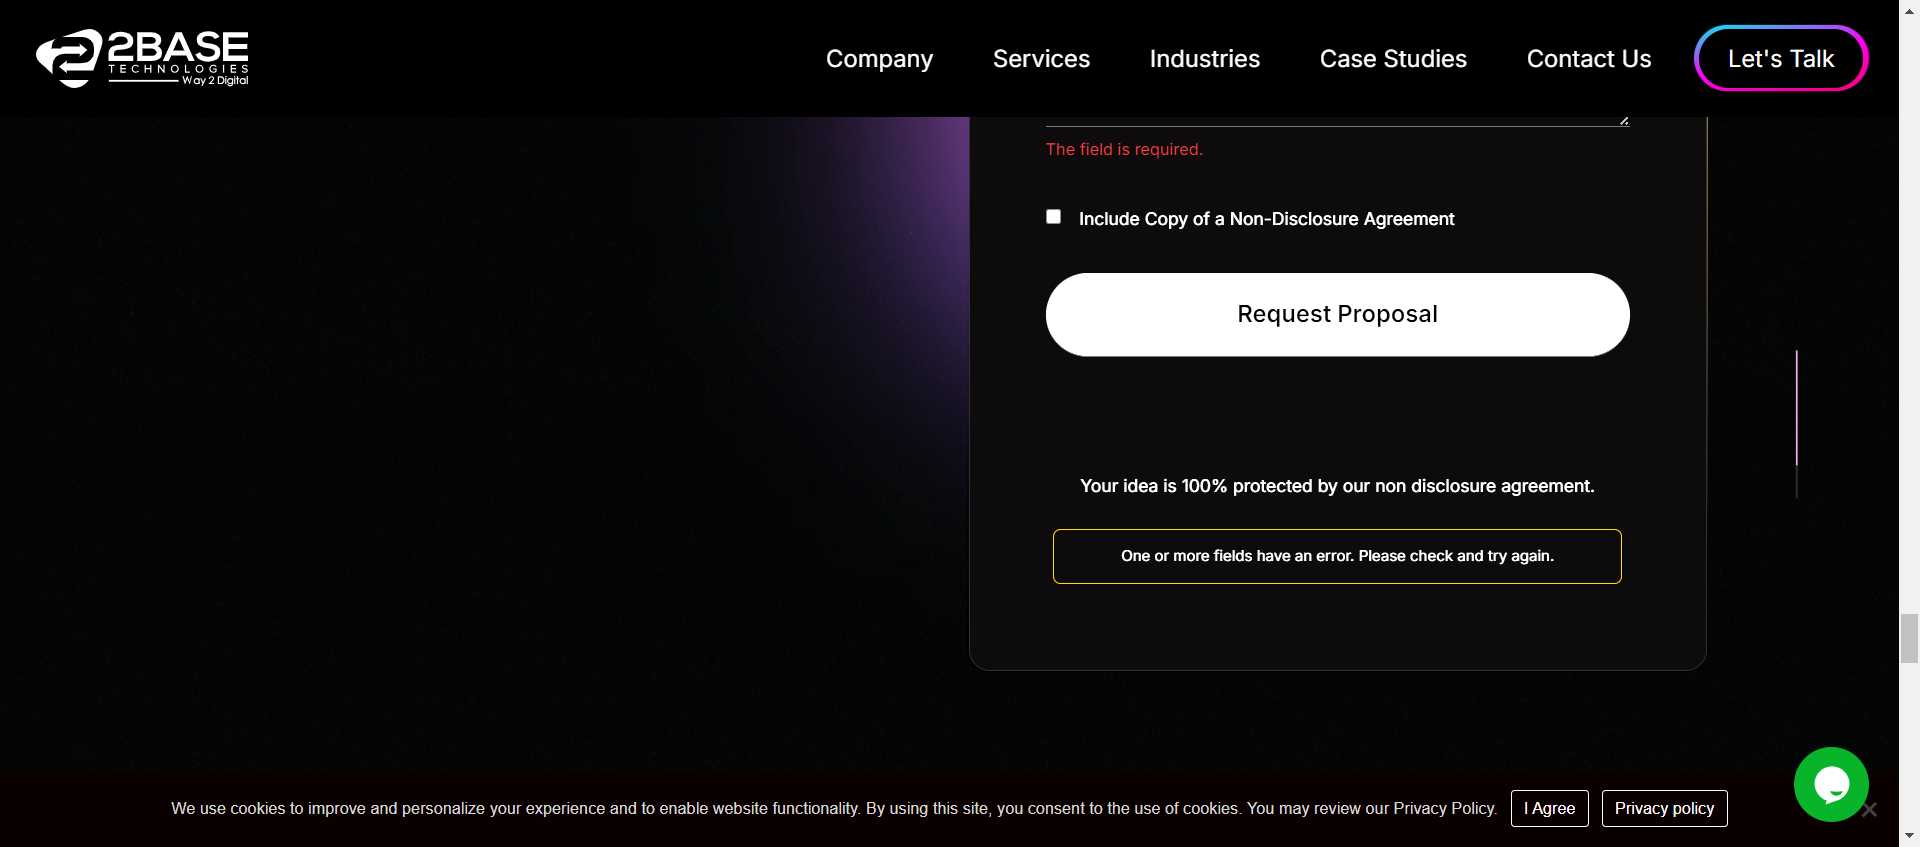 2BASE
TECHNOLOGIES
Way 2 Digital
Company Services Industries Case Studies Contact Us Let's Talk
The field is required.
Include Copy of a Non-Disclosure Agreement
Request Proposal
Your idea is 100% protected by our non disclosure agreement.
One or more fields have an error. Please check and try again.
We use cookies to improve and personalize your experience and to enable website functionality. By using this site, you consent to the use of cookies. You may review our Privacy Policy. I Agree Privacy policy